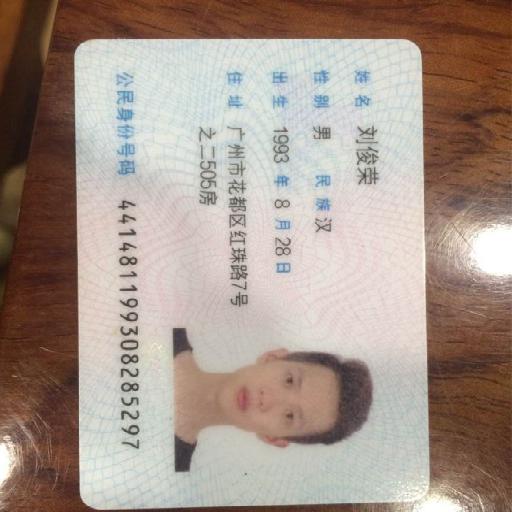 姓名 刘俊荣
性别 男 民族 汉
出生 1993 年 8 月 28 日
住址 广州市花都区红珠路7号
之二505房
公民身份号码 441481199308285297